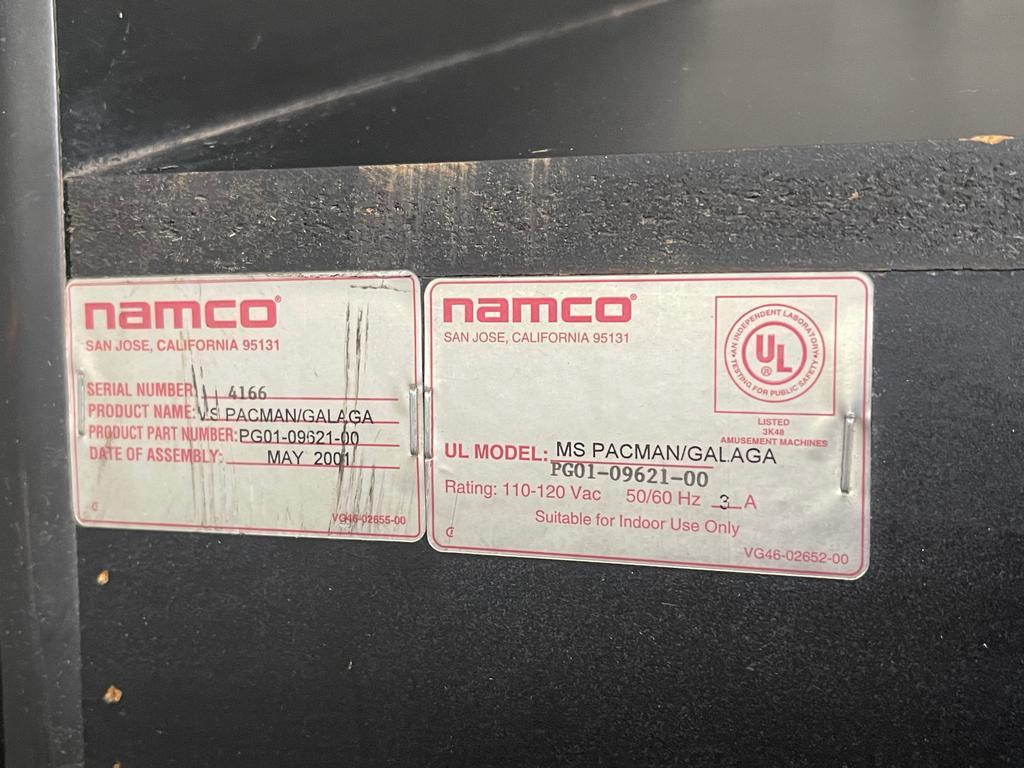 namco®
SAN JOSE, CALIFORNIA 95131
SERIAL NUMBER: 4166
PRODUCT NAME: MS PACMAN/GALAGA
PRODUCT PART NUMBER: PG01-09621-00
DATE OF ASSEMBLY: MAY 2001
VG46-02655-00
namco®
SAN JOSE, CALIFORNIA 95131
AN INDEPENDENT LABORATORY
UL®
TESTING FOR PUBLIC SAFETY
LISTED
3K48
AMUSEMENT MACHINES
UL MODEL: MS PACMAN/GALAGA
PG01-09621-00
Rating: 110-120 Vac 50/60 Hz 3 A
Suitable for Indoor Use Only
VG46-02652-00